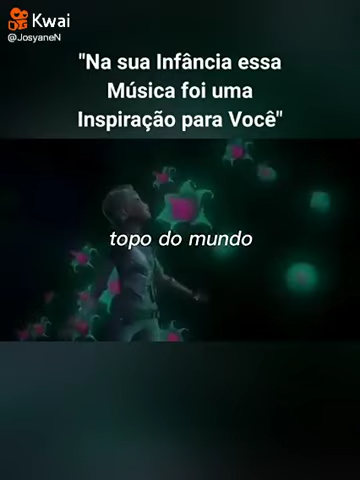 Kwai
@JosyaneN
"Na sua Infância essa
Música foi uma
Inspiração para Você"
topo do mundo